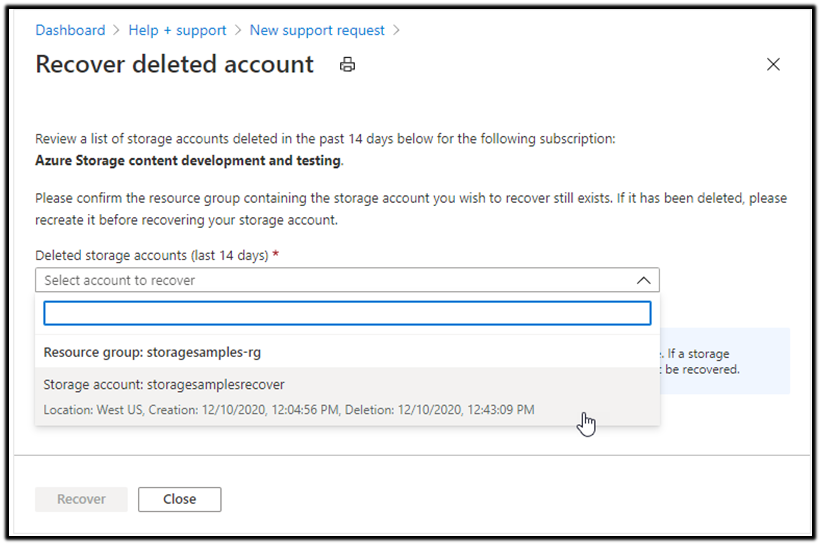 Dashboard > Help + support > New support request >
Recover deleted account
Review a list of storage accounts deleted in the past 14 days below for the following subscription:
Azure Storage content development and testing.
Please confirm the resource group containing the storage account you wish to recover still exists. If it has been deleted, please
recreate it before recovering your storage account.
Deleted storage accounts (last 14 days) *
Select account to recover
Resource group: storagesamples-rg
. If a storage
Storage account: storagesamplesrecover
be recovered.
Location: West US, Creation: 12/10/2020, 12:04:56 PM, Deletion: 12/10/2020, 12:43:09 PM
Recover Close